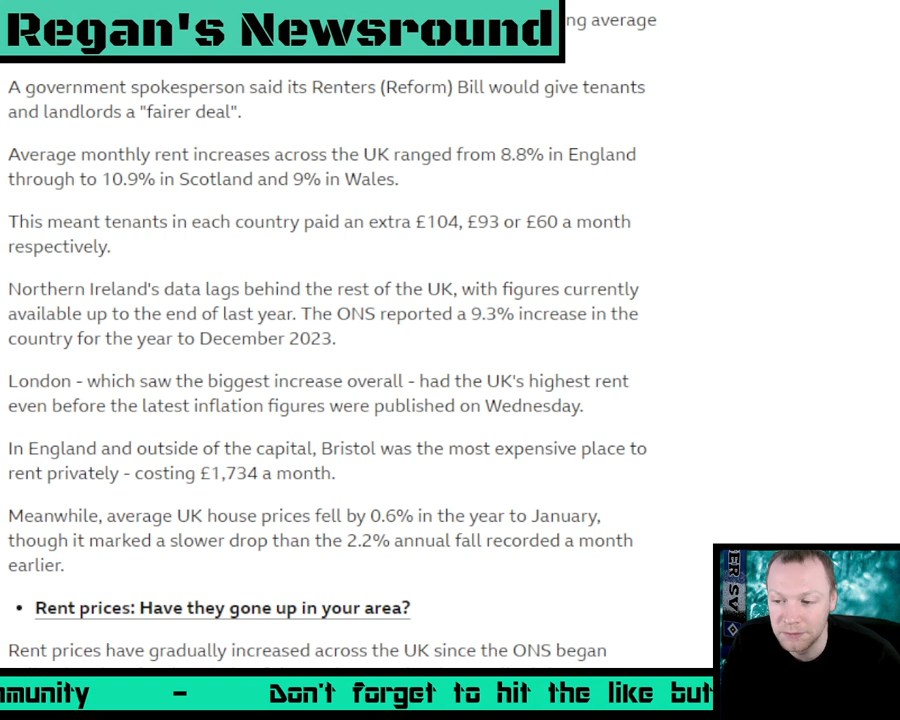 Regan's Newsround
ng average
A government spokesperson said its Renters (Reform) Bill would give tenants
and landlords a "fairer deal".
Average monthly rent increases across the UK ranged from 8.8% in England
through to 10.9% in Scotland and 9% in Wales.
This meant tenants in each country paid an extra £104, £93 or £60 a month
respectively.
Northern Ireland's data lags behind the rest of the UK, with figures currently
available up to the end of last year. The ONS reported a 9.3% increase in the
country for the year to December 2023.
London - which saw the biggest increase overall - had the UK's highest rent
even before the latest inflation figures were published on Wednesday.
In England and outside of the capital, Bristol was the most expensive place to
rent privately - costing £1,734 a month.
Meanwhile, average UK house prices fell by 0.6% in the year to January,
though it marked a slower drop than the 2.2% annual fall recorded a month
earlier.
• Rent prices: Have they gone up in your area?
Rent prices have gradually increased across the UK since the ONS began
mmunity - Don't forget to hit the like but